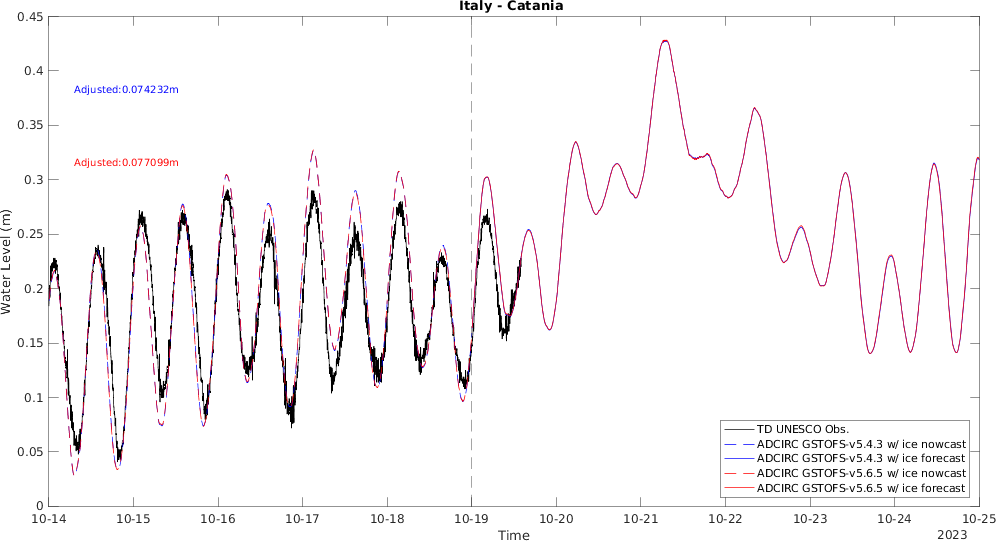 Italy - Catania
0.45
0.4
0.35
0.3
0.25
0.2
0.15
0.1
0.05
0
Water Level (m)
Adjusted:0.074232m
Adjusted:0.077099m
TD UNESCO Obs.
ADCIRC GSTOFS-v5.4.3 w/ ice nowcast
ADCIRC GSTOFS-v5.4.3 w/ ice forecast
ADCIRC GSTOFS-v5.6.5 w/ ice nowcast
ADCIRC GSTOFS-v5.6.5 w/ ice forecast
10-14 10-15 10-16 10-17 10-18 10-19 10-20 10-21 10-22 10-23 10-24 10-25
Time
2023